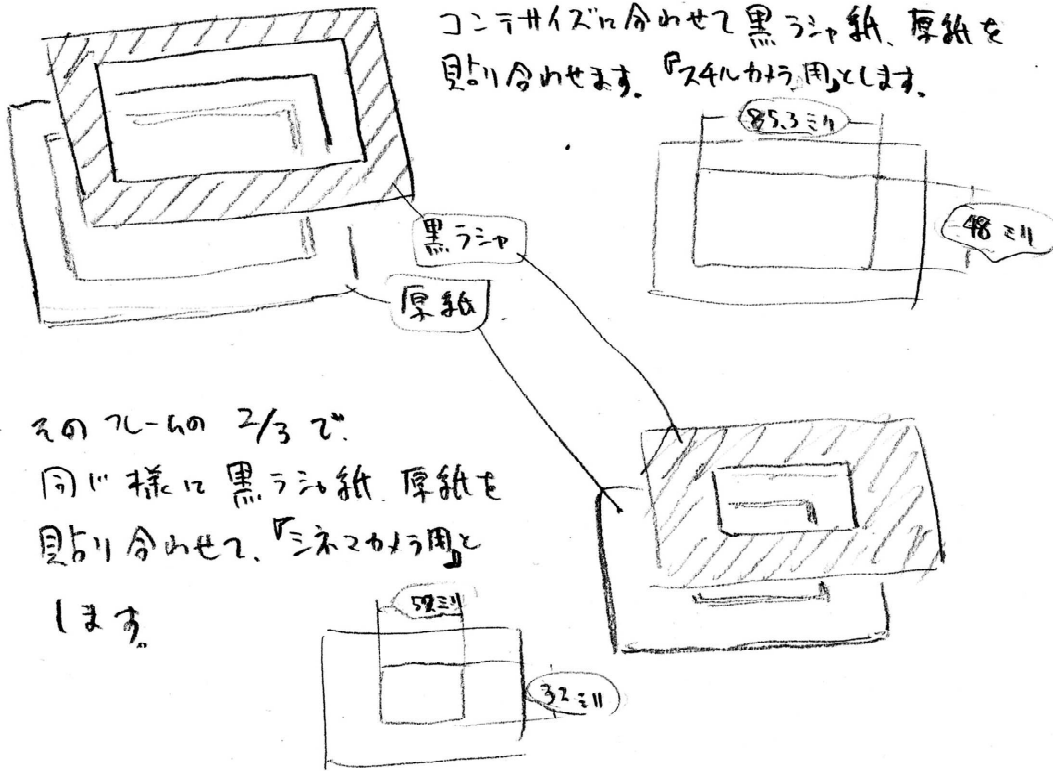 コンテサイズに合わせて黒ラシャ紙、厚紙を
貼り合わせます。『スチルカメラ用』とします。
85.3ミリ
48ミリ
黒ラシャ
厚紙
そのフレームの 2/3 で、
同じ様に黒ラシャ紙、厚紙を
貼り合わせて、『シネマカメラ用』と
します。
ミリ
32ミリ